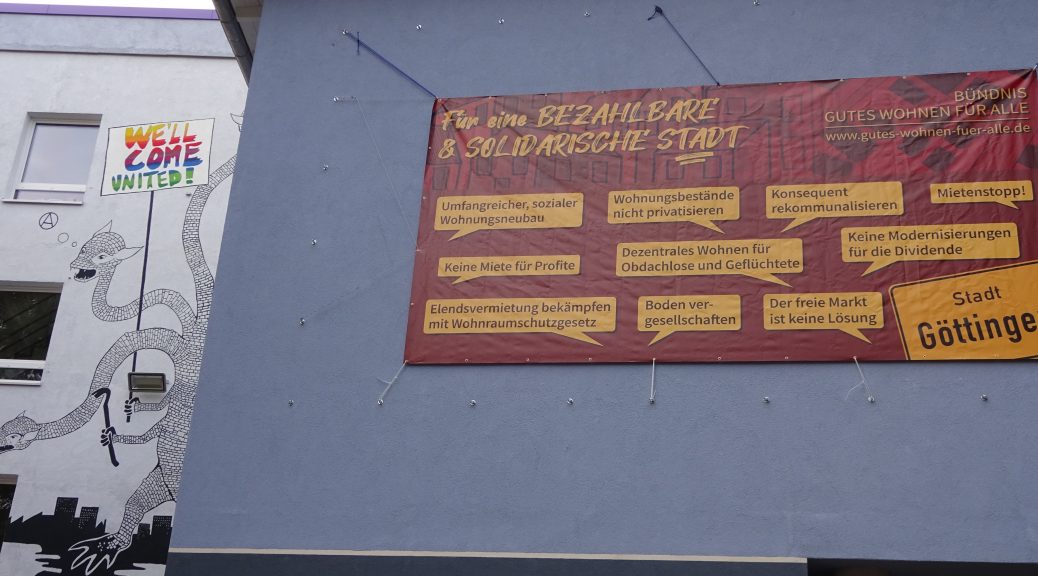 WE'LL
COME
UNITED!
Für eine BEZAHLBARE
& SOLIDARISCHE STADT
BÜNDNIS
GUTES WOHNEN FÜR ALLE
www.gutes-wohnen-fuer-alle.de
Umfangreicher, sozialer
Wohnungsneubau
Wohnungsbestände
nicht privatisieren
Konsequent
rekommunalisieren
Mietenstopp!
Keine Miete für Profite
Dezentrales Wohnen für
Obdachlose und Geflüchtete
Keine Modernisierungen
für die Dividende
Elendsvermietung bekämpfen
mit Wohnraumschutzgesetz
Boden ver-
gesellschaften
Der freie Markt
ist keine Lösung
Stadt
Göttinge